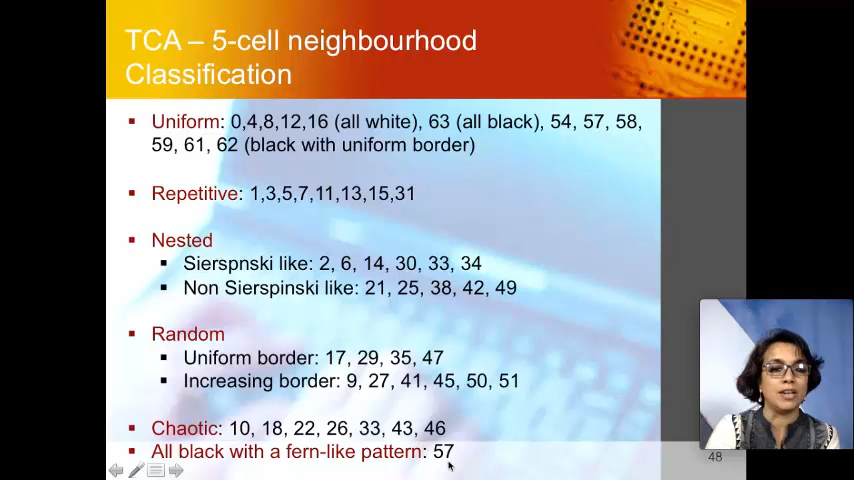 TCA – 5-cell neighbourhood
Classification
Uniform: 0,4,8,12,16 (all white), 63 (all black), 54, 57, 58,
59, 61, 62 (black with uniform border)
Repetitive: 1,3,5,7,11,13,15,31
Nested
Sierspnski like: 2, 6, 14, 30, 33, 34
Non Sierspinski like: 21, 25, 38, 42, 49
Random
Uniform border: 17, 29, 35, 47
Increasing border: 9, 27, 41, 45, 50, 51
Chaotic: 10, 18, 22, 26, 33, 43, 46
All black with a fern-like pattern: 57
48